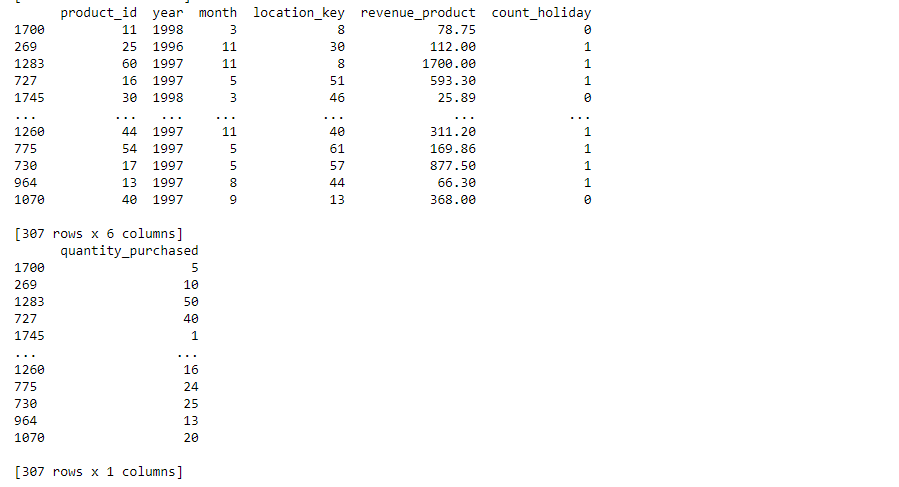 product_id year month location_key revenue_product count_holiday
1700 11 1998 3 8 78.75 0
269 25 1996 11 30 112.00 1
1283 60 1997 11 8 1700.00 1
727 16 1997 5 51 593.30 1
1745 30 1998 3 46 25.89 0
... ... ... ... ... ... ...
1260 44 1997 11 40 311.20 1
775 54 1997 5 61 169.86 1
730 17 1997 5 57 877.50 1
964 13 1997 8 44 66.30 1
1070 40 1997 9 13 368.00 0
[307 rows x 6 columns]
quantity_purchased
1700 5
269 10
1283 50
727 40
1745 1
... ...
1260 16
775 24
730 25
964 13
1070 20
[307 rows x 1 columns]